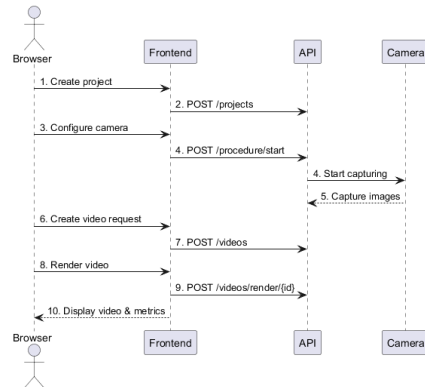 Browser
Frontend
API
Camera
1. Create project
2. POST /projects
3. Configure camera
4. POST /procedure/start
4. Start capturing
5. Capture images
6. Create video request
7. POST /videos
8. Render video
9. POST /videos/render/{id}
10. Display video & metrics
Browser
Frontend
API
Camera